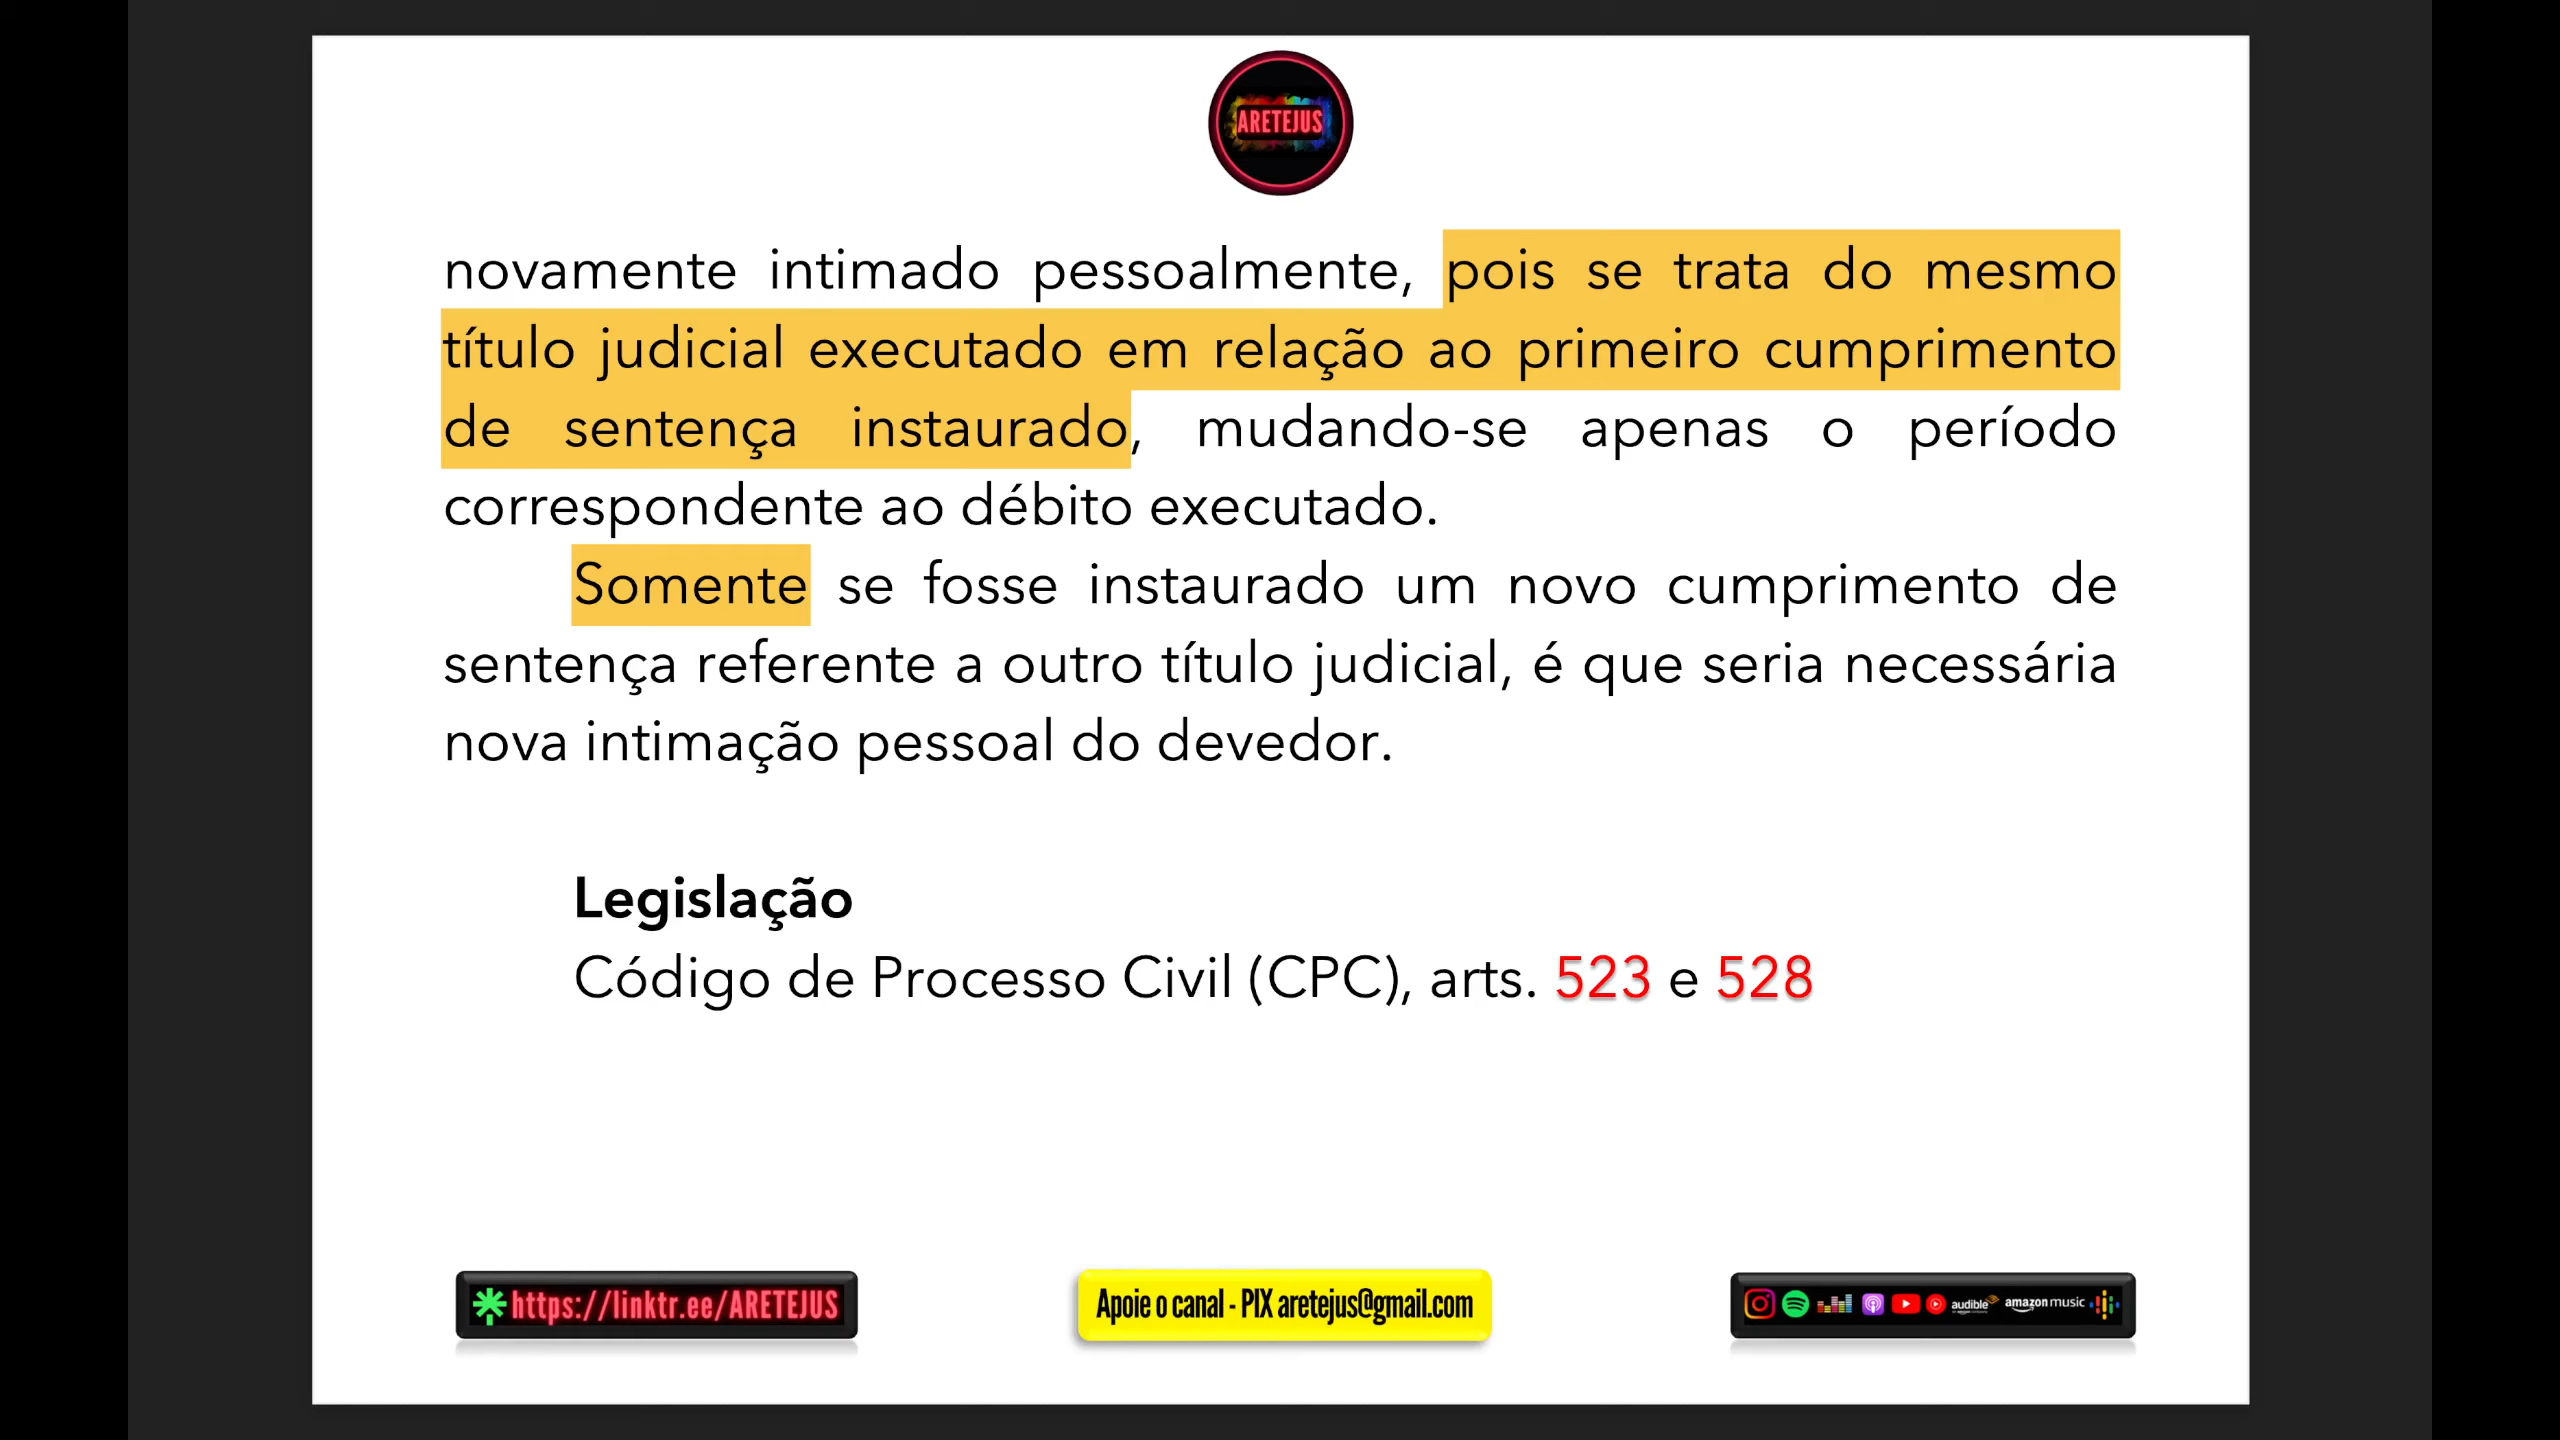 ARETEJUS
novamente intimado pessoalmente, pois se trata do mesmo
título judicial executado em relação ao primeiro cumprimento
de sentença instaurado, mudando-se apenas o período
correspondente ao débito executado.
Somente se fosse instaurado um novo cumprimento de
sentença referente a outro título judicial, é que seria necessária
nova intimação pessoal do devedor.
Legislação
Código de Processo Civil (CPC), arts. 523 e 528
https://linktr.ee/ARETEJUS
Apoie o canal - PIX aretejus@gmail.com
audible amazon music